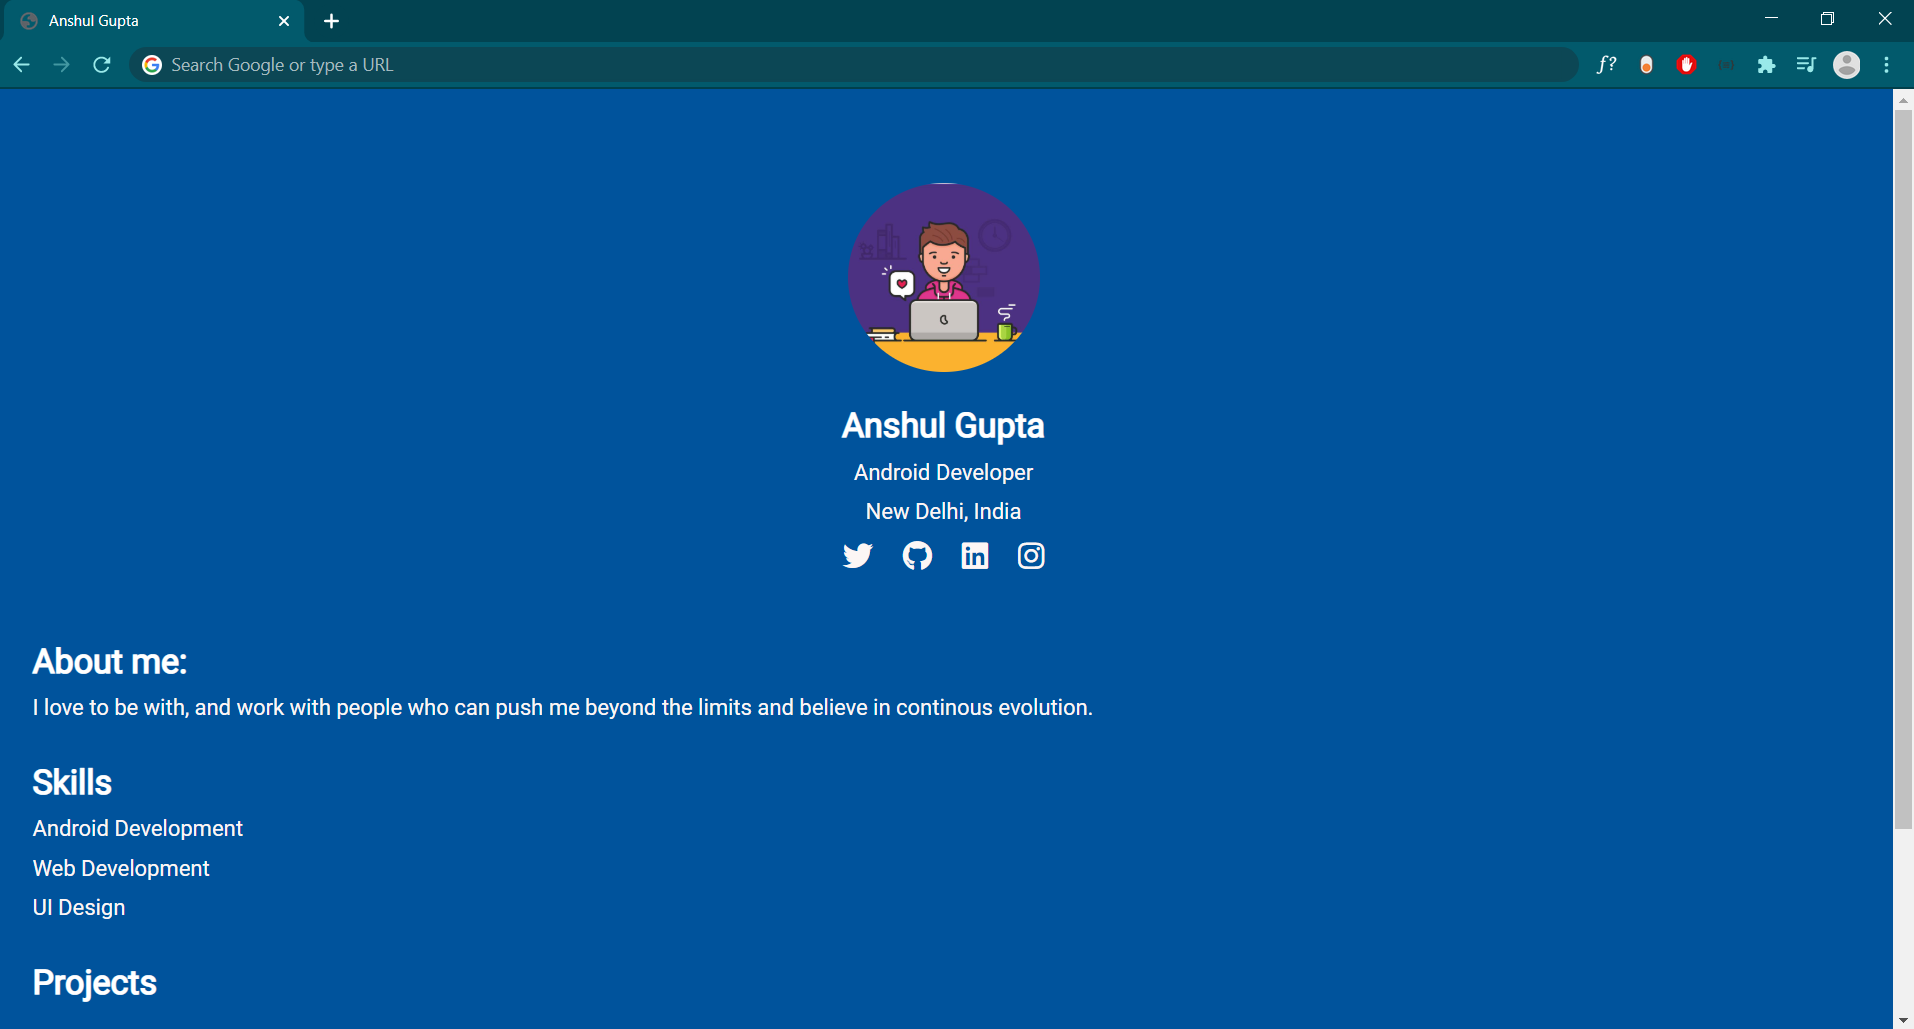 Anshul Gupta
Search Google or type a URL
f?
Anshul Gupta
Android Developer
New Delhi, India
in
About me:
I love to be with, and work with people who can push me beyond the limits and believe in continous evolution.
Skills
Android Development
Web Development
UI Design
Projects